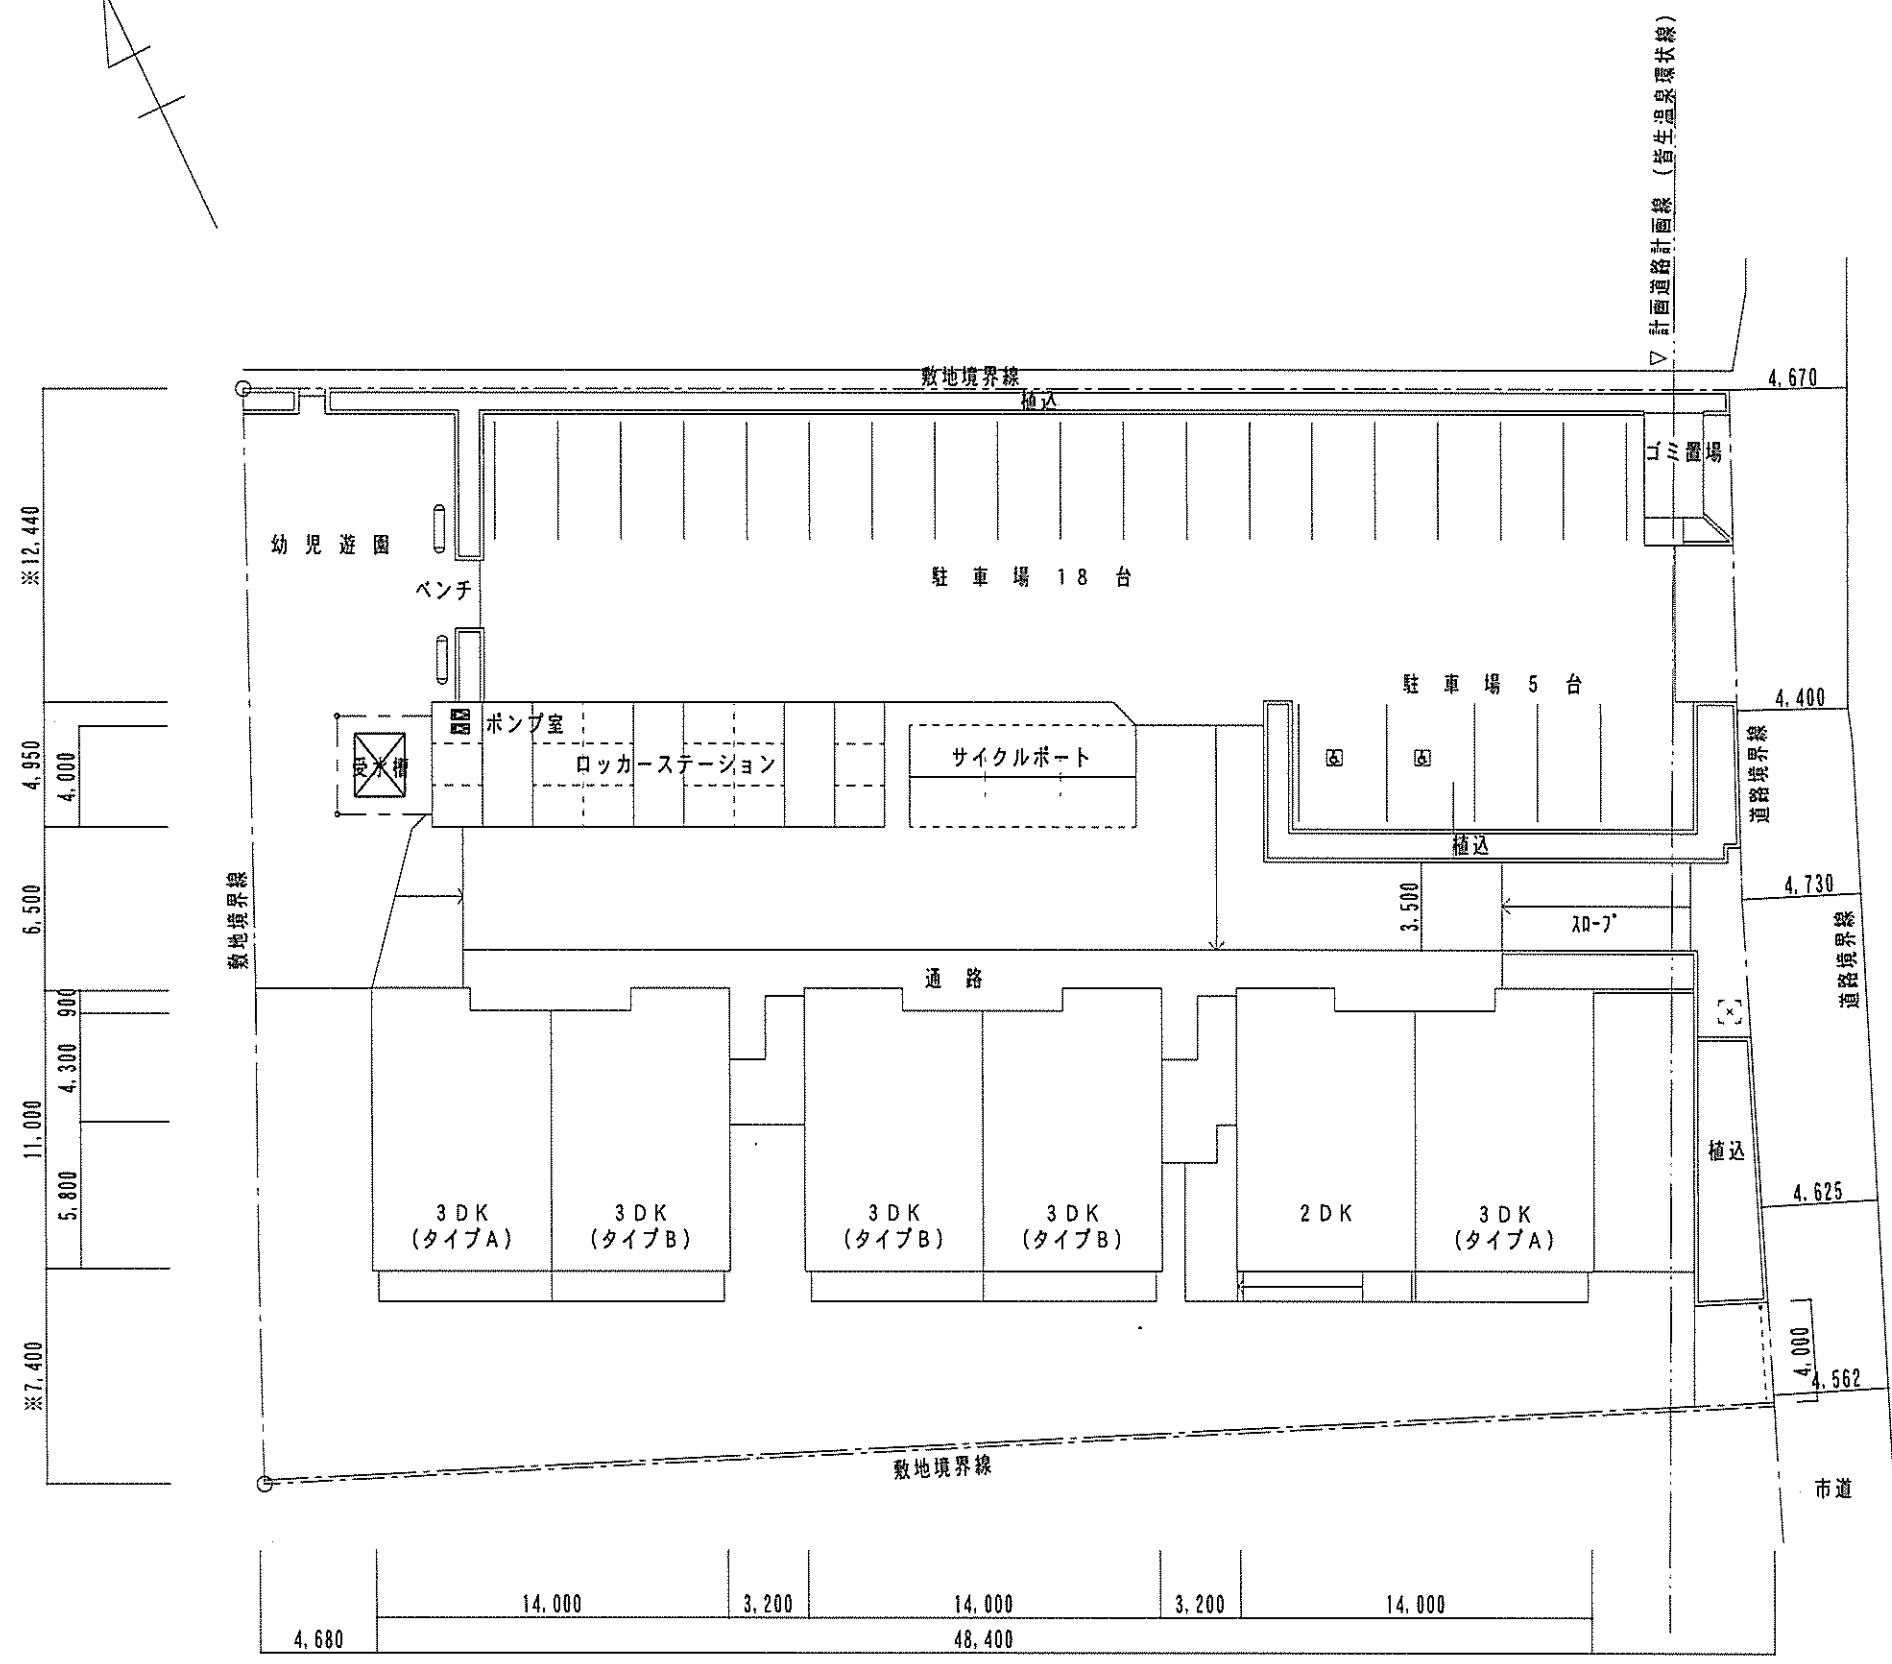 ▽ 計画道路計画線 (皆生温泉環状線)
敷地境界線
4,670
植込
ゴミ置場
※12,440
幼 児 遊 園
ベンチ
駐 車 場 18 台
駐 車 場 5 台
4,400
道路境界線
ポンプ室
受水槽
ロッカーステーション
サイクルポート
4,950
4,000
植込
敷地境界線
6,500
3,500
スロープ
4,730
道路境界線
通 路
900
4,300
11,000
5,800
植込
3DK
(タイプA)
3DK
(タイプB)
3DK
(タイプB)
3DK
(タイプB)
2DK
3DK
(タイプA)
4,625
※7,400
4,000
4,562
敷地境界線
市道
14,000
3,200
14,000
3,200
14,000
4,680
48,400